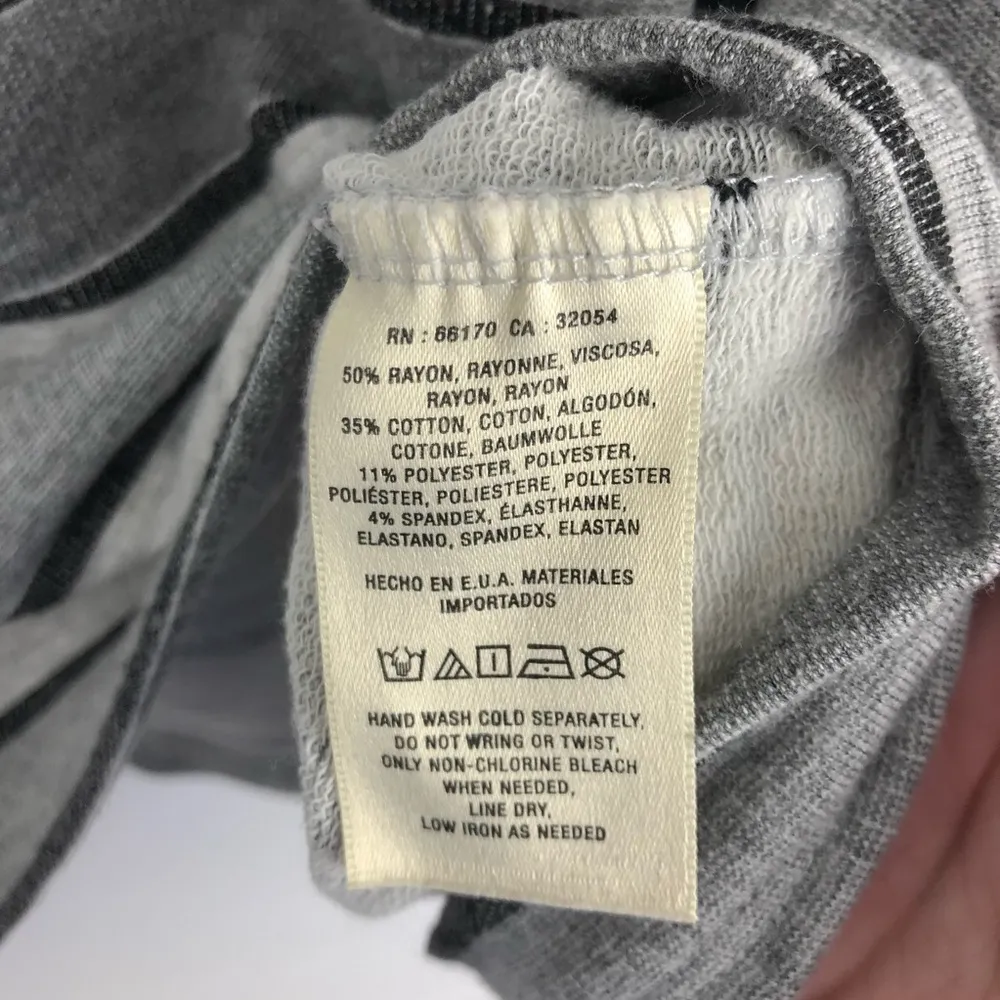 RN : 66170 CA : 32054
50% RAYON, RAYONNE, VISCOSA,
RAYON, RAYON
35% COTTON, COTON, ALGODÓN,
COTONE, BAUMWOLLE
11% POLYESTER, POLYESTER,
POLIÉSTER, POLIESTERE, POLYESTER
4% SPANDEX, ÉLASTHANNE,
ELASTANO, SPANDEX, ELASTAN
HECHO EN E.U.A. MATERIALES
IMPORTADOS
HAND WASH COLD SEPARATELY,
DO NOT WRING OR TWIST,
ONLY NON-CHLORINE BLEACH
WHEN NEEDED,
LINE DRY,
LOW IRON AS NEEDED